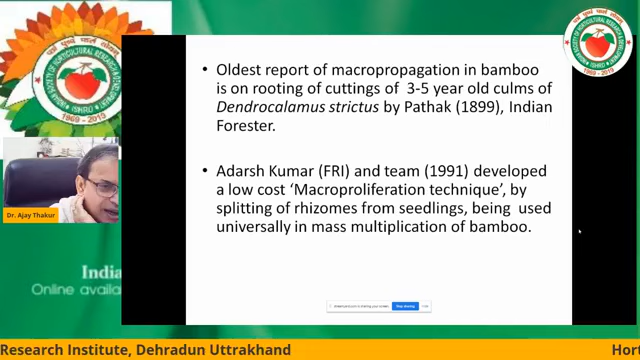 • Oldest report of macropropagation in bamboo
is on rooting of cuttings of 3-5 year old culms of
Dendrocalamus strictus by Pathak (1899), Indian
Forester.
• Adarsh Kumar (FRI) and team (1991) developed
a low cost ‘Macroproliferation technique’, by
splitting of rhizomes from seedlings, being used
universally in mass multiplication of bamboo.
Dr. Ajay Thakur
India
Online availa
Stop sharing
Hide
ISHRD
1969 - 2019
Research Institute, Dehradun Uttrakhand
Hort